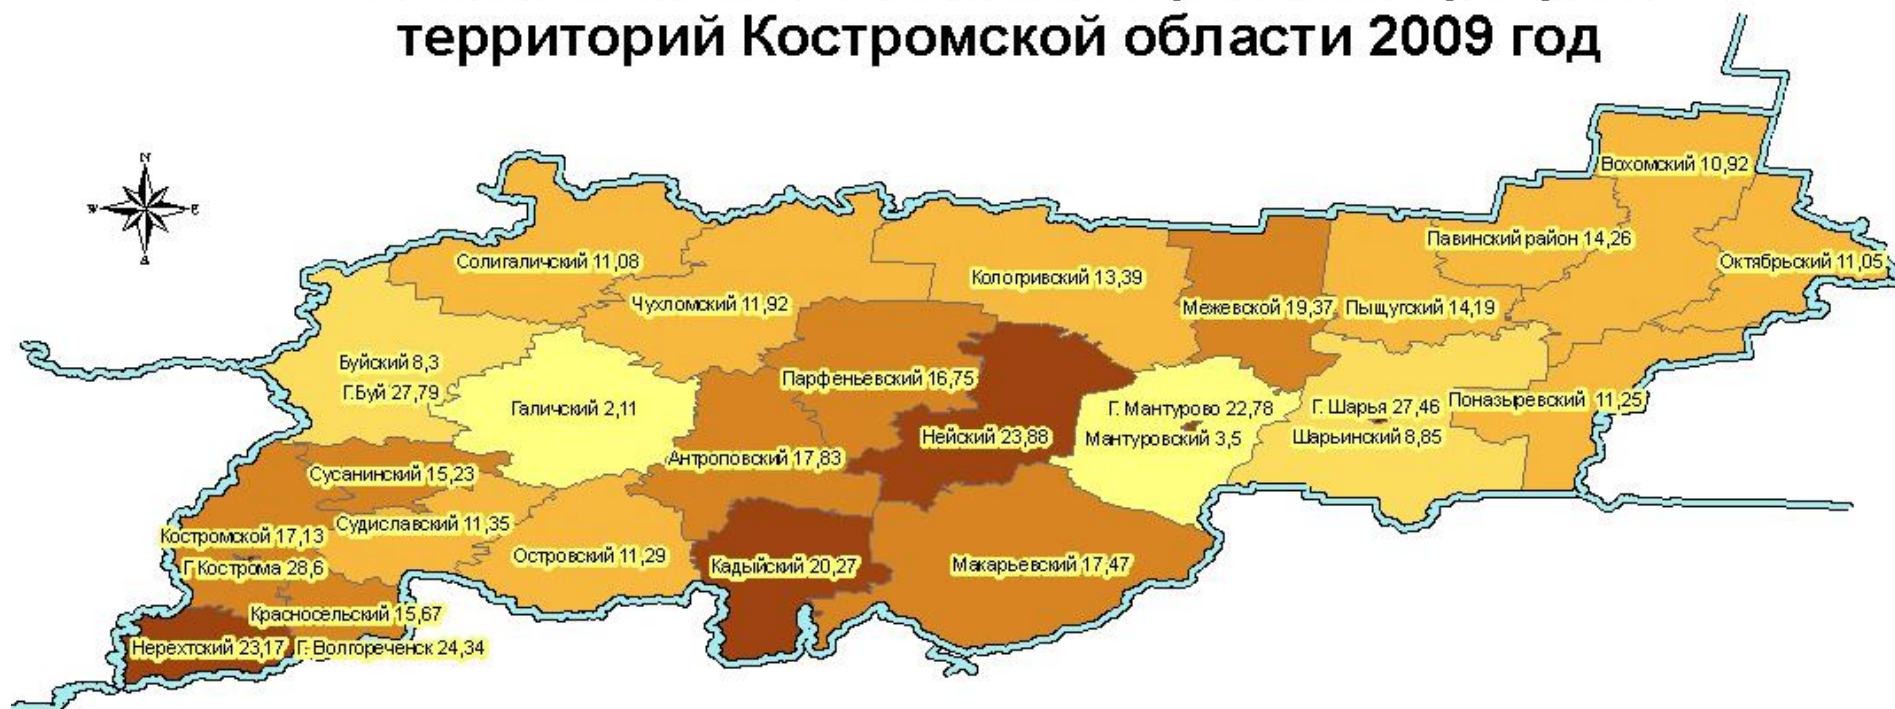 территорий Костромской области 2009 год
N
W
E
Вохомский 10,92
Павинский район 14,26
Октябрьский 11,05
Солигаличский 11,08
Кологривский 13,39
Чухломский 11,92
Межевской 19,37
Пыщугский 14,19
Буйский 8,3
Г.Буй 27,79
Парфеньевский 16,75
Галичский 2,11
Г. Мантурово 22,78
Г. Шарья 27,46
Поназыревский 11,25
Нейский 23,88
Мантуровский 3,5
Шарьинский 8,85
Антроповский 17,83
Сусанинский 15,23
Судиславский 11,35
Костромской 17,13
Островский 11,29
Кадыйский 20,27
Макарьевский 17,47
Г Кострома 28,6
Красносельский 15,67
Нерехтский 23,17
Г. Волгореченск 24,34